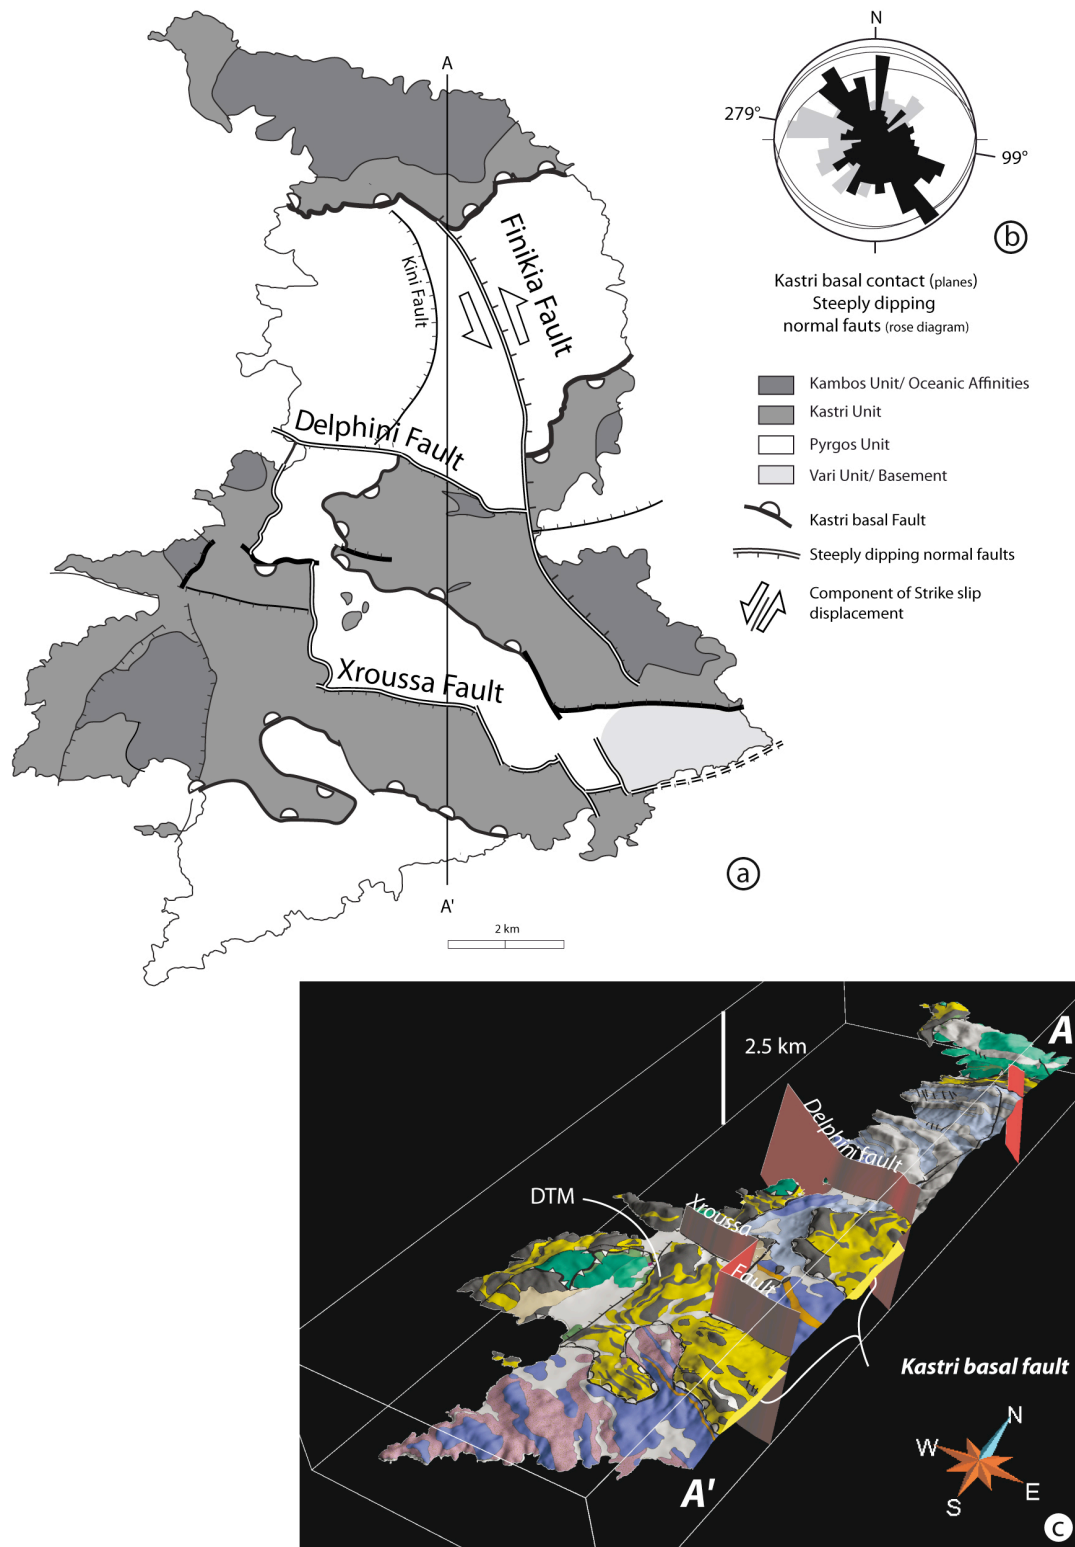 A
Finikia Fault
Kini Fault
Delphini Fault
Xroussa Fault
A'
2 km
a
N
279°
99°
b
Kastri basal contact (planes)
Steeply dipping
normal fauts (rose diagram)
Kambos Unit/ Oceanic Affinities
Kastri Unit
Pyrgos Unit
Vari Unit/ Basement
Kastri basal Fault
Steeply dipping normal faults
Component of Strike slip
displacement
A
2.5 km
Delphini fault
DTM
Xroussa
Fault
Kastri basal fault
A'
N
W
E
S
c